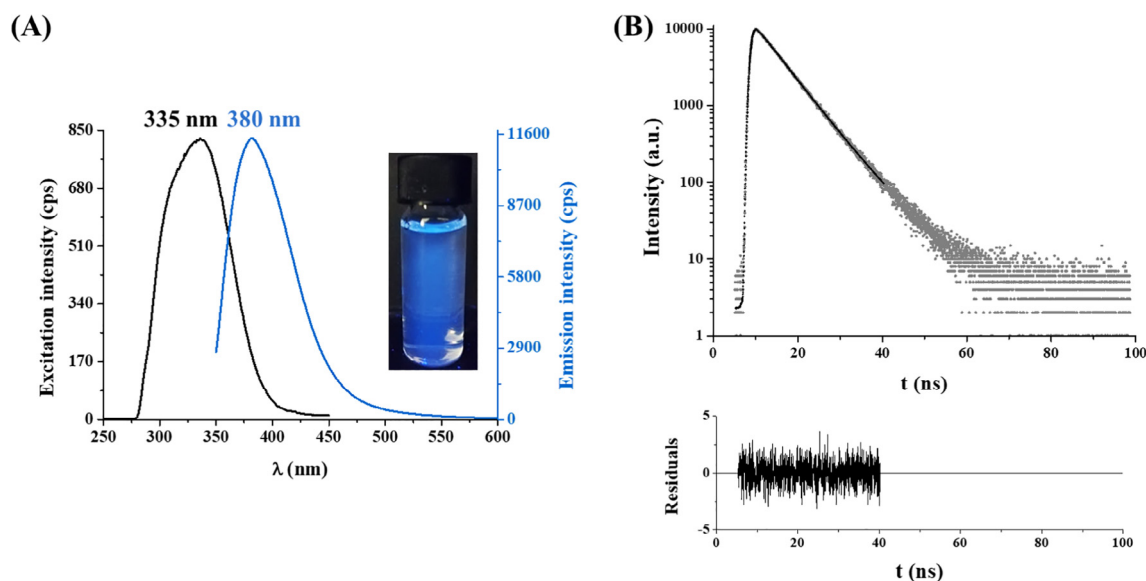 (A)
335 nm 380 nm
850
680
510
340
170
0
Excitation intensity (cps)
11600
8700
5800
2900
0
Emission intensity (cps)
250 300 350 400 450 500 550 600
λ (nm)
(B)
10000
1000
100
10
1
Intensity (a.u.)
0 20 40 60 80 100
t (ns)
5
0
-5
Residuals
0 20 40 60 80 100
t (ns)